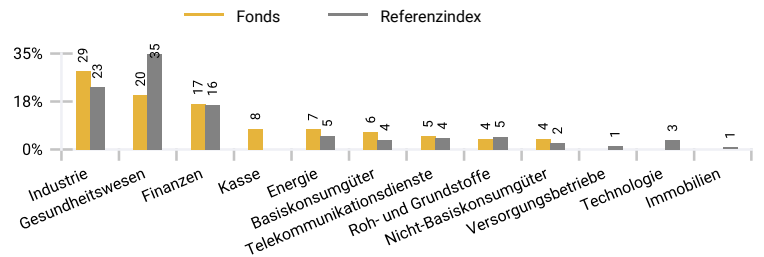 Fonds Referenzindex
35%
18%
0%
29 23 20 35 17 16 8 7 5 6 4 5 4 4 5 4 2 1 3 1
Industrie
Gesundheitswesen
Finanzen
Kasse
Energie
Basiskonsumgüter
Telekommunikationsdienste
Roh- und Grundstoffe
Nicht-Basiskonsumgüter
Versorgungsbetriebe
Technologie
Immobilien